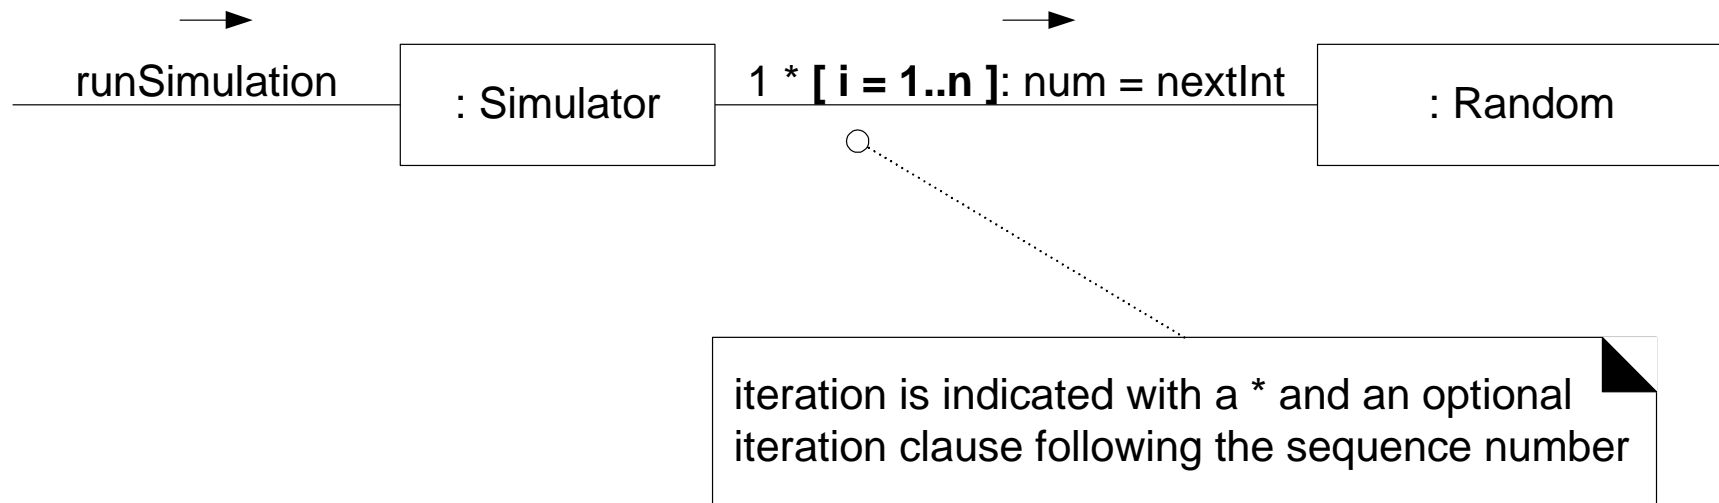 runSimulation
: Simulator
1 * [ i = 1..n ]: num = nextInt
: Random
iteration is indicated with a * and an optional
iteration clause following the sequence number